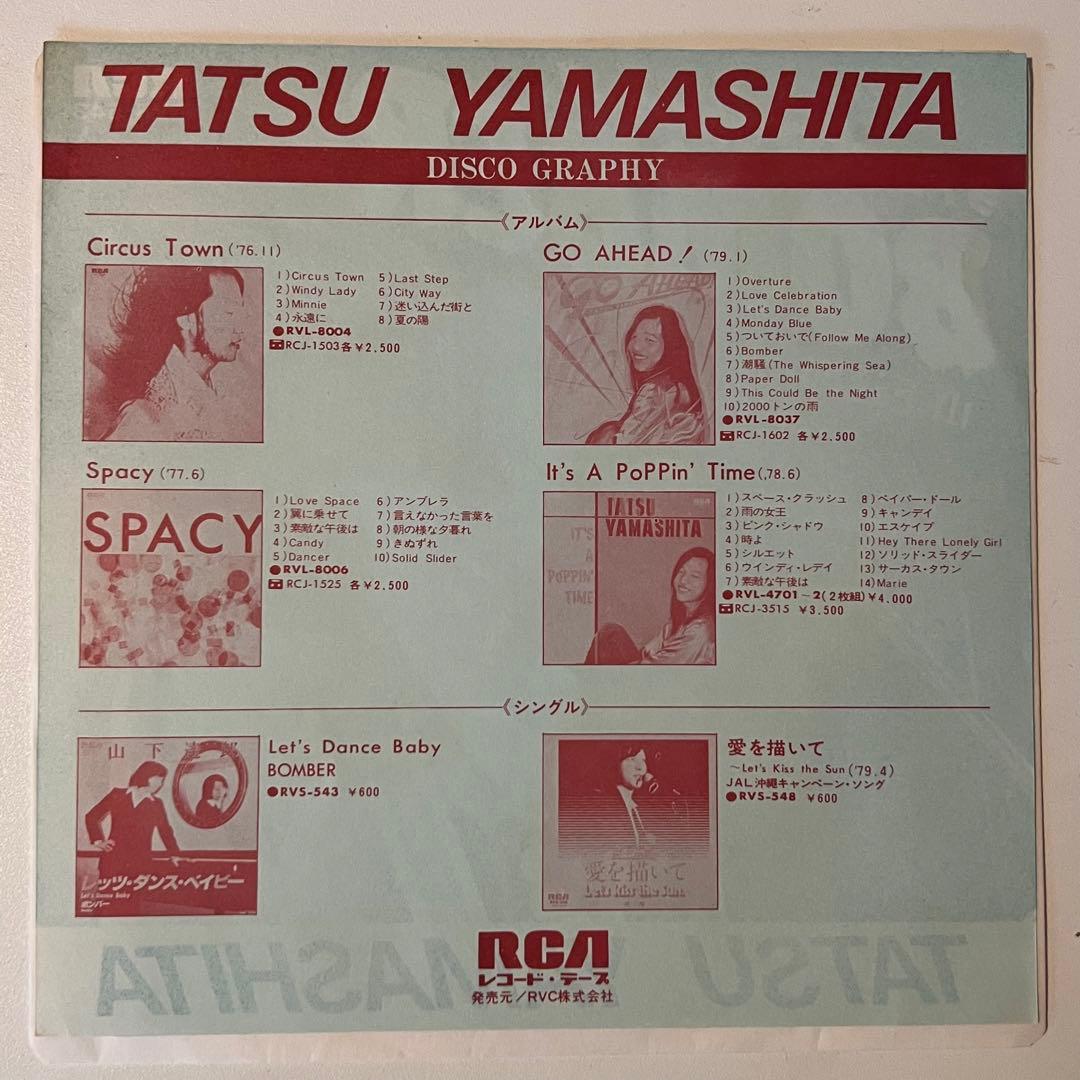 TATSU YAMASHITA
DISCO GRAPHY
《アルバム》
Circus Town ('76.11)
1)Circus Town 5)Last Step
2)Windy Lady 6)City Way
3)Minnie 7)迷い込んだ街と
4)永遠に 8)夏の陽
●RVL-8004
RCJ-1503 各¥2,500
GO AHEAD! ('79.1)
GO AHEAD
1)Overture
2)Love Celebration
3)Let's Dance Baby
4)Monday Blue
5)ついておいで(Follow Me Along)
6)Bomber
7)潮騒(The Whispering Sea)
8)Paper Doll
9)This Could Be the Night
10)2000トンの雨
●RVL-8037
RCJ-1602 各¥2,500
Spacy ('77.6)
SPACY
1)Love Space 6)アンブレラ
2)翼に乗せて 7)言えなかった言葉を
3)素敵な午後は 8)朝の様な夕暮れ
4)Candy 9)きぬずれ
5)Dancer 10)Solid Slider
●RVL-8006
RCJ-1525 各¥2,500
It's A PoPPin' Time(,78.6)
TATSU
YAMASHITA
IT'S
A
POPPIN'
TIME
1)スペース・クラッシュ 8)ペイパー・ドール
2)雨の女王 9)キャンデイ
3)ピンク・シャドウ 10)エスケイプ
4)時よ 11)Hey There Lonely Girl
5)シルエット 12)ソリッド・スライダー
6)ウインディ・レデイ 13)サーカス・タウン
7)素敵な午後は 14)Marie
●RVL-4701~2(2枚組)¥4,000
RCJ-3515 ¥3,500
《シングル》
山下達郎
レッツ・ダンス・ベイビー
Let's Dance Baby
ボンバー
Let's Dance Baby
BOMBER
●RVS-543 ¥600
愛を描いて
Let's Kiss the Sun
RCA
愛を描いて
~Let's Kiss the Sun('79.4)
JAL沖縄キャンペーン・ソング
●RVS-548 ¥600
RCA
レコード・テープ
発売元/RVC株式会社
TATSU YAMASHITA